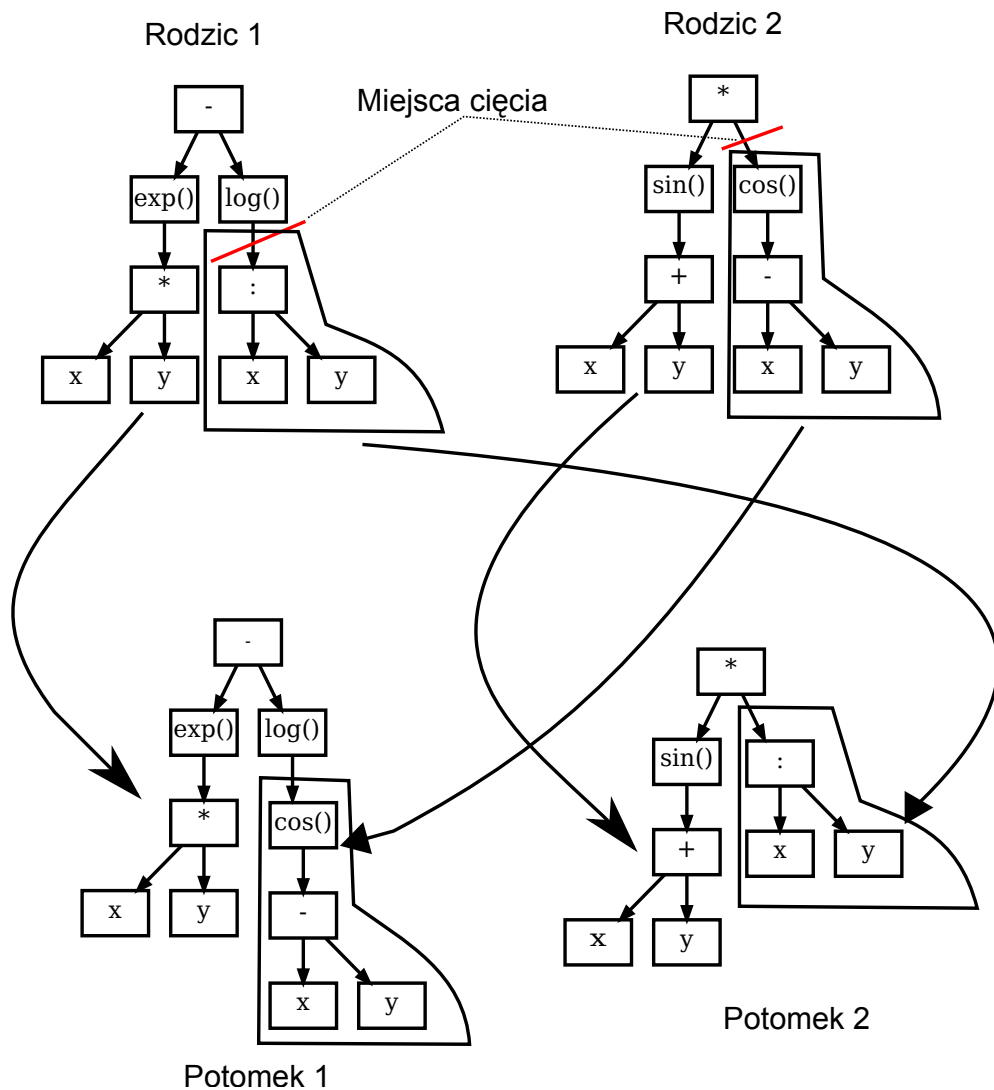 Rodzic 1
Rodzic 2
Miejsca cięcia
-
exp()
log()
*
:
x
y
x
y
*
sin()
cos()
+
-
x
y
x
y
-
exp()
log()
*
cos()
x
y
-
x
y
*
sin()
:
+
x
y
x
y
Potomek 1
Potomek 2